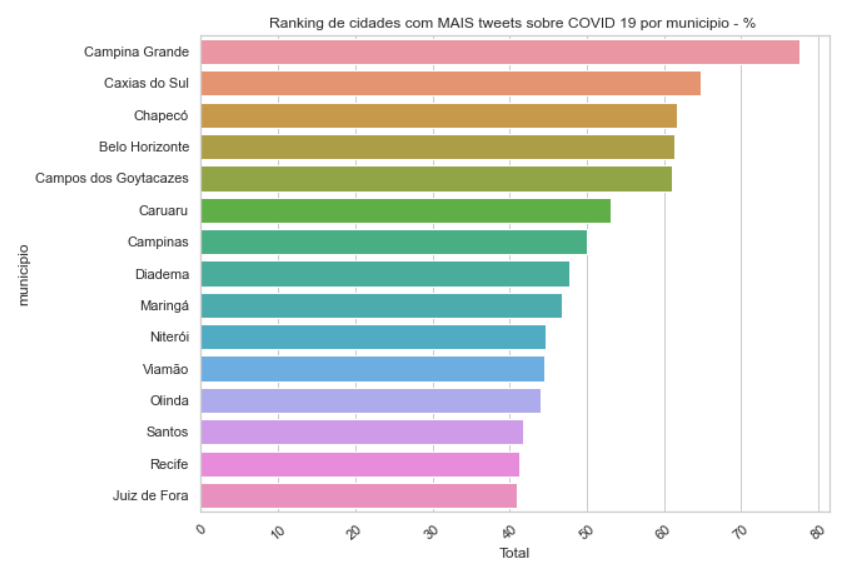 Ranking de cidades com MAIS tweets sobre COVID 19 por municipio - %
municipio
Campina Grande
Caxias do Sul
Chapecó
Belo Horizonte
Campos dos Goytacazes
Caruaru
Campinas
Diadema
Maringá
Niterói
Viamão
Olinda
Santos
Recife
Juiz de Fora
0 10 20 30 40 50 60 70 80
Total